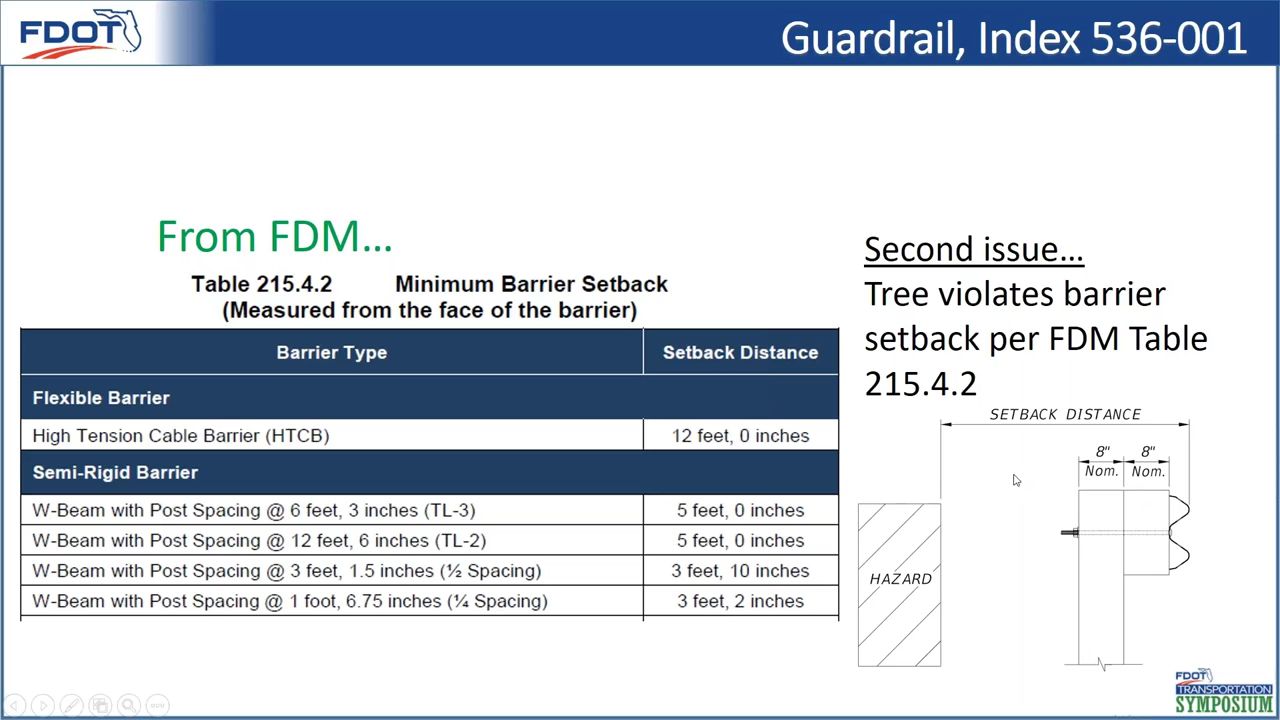 FDOT
Guardrail, Index 536-001
From FDM…
Table 215.4.2 Minimum Barrier Setback
(Measured from the face of the barrier)
Barrier Type Setback Distance
Flexible Barrier
High Tension Cable Barrier (HTCB) 12 feet, 0 inches
Semi-Rigid Barrier
W-Beam with Post Spacing @ 6 feet, 3 inches (TL-3) 5 feet, 0 inches
W-Beam with Post Spacing @ 12 feet, 6 inches (TL-2) 5 feet, 0 inches
W-Beam with Post Spacing @ 3 feet, 1.5 inches (½ Spacing) 3 feet, 10 inches
W-Beam with Post Spacing @ 1 foot, 6.75 inches (¼ Spacing) 3 feet, 2 inches
Second issue…
Tree violates barrier
setback per FDM Table
215.4.2
SETBACK DISTANCE
8" 8"
Nom. Nom.
HAZARD
FDOT
TRANSPORTATION
SYMPOSIUM